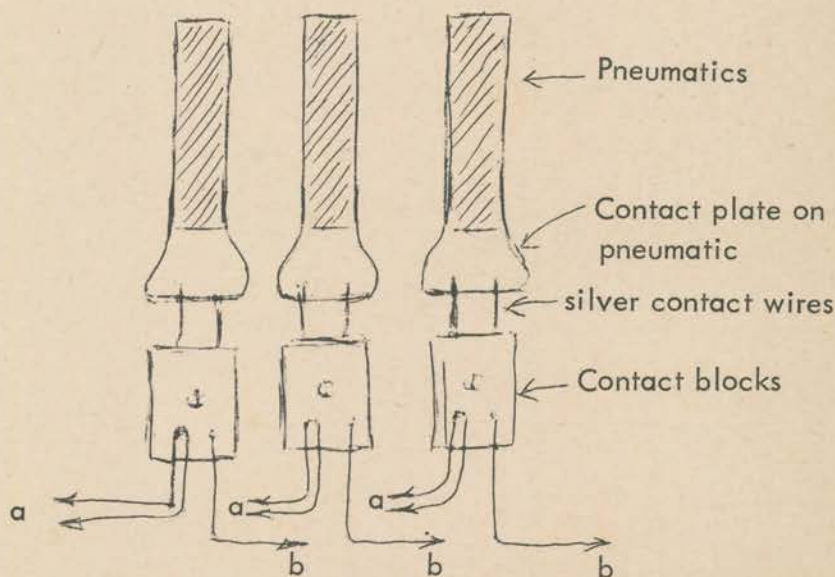 Pneumatics
Contact plate on
pneumatic
silver contact wires
Contact blocks
a
a
a
b
b
b